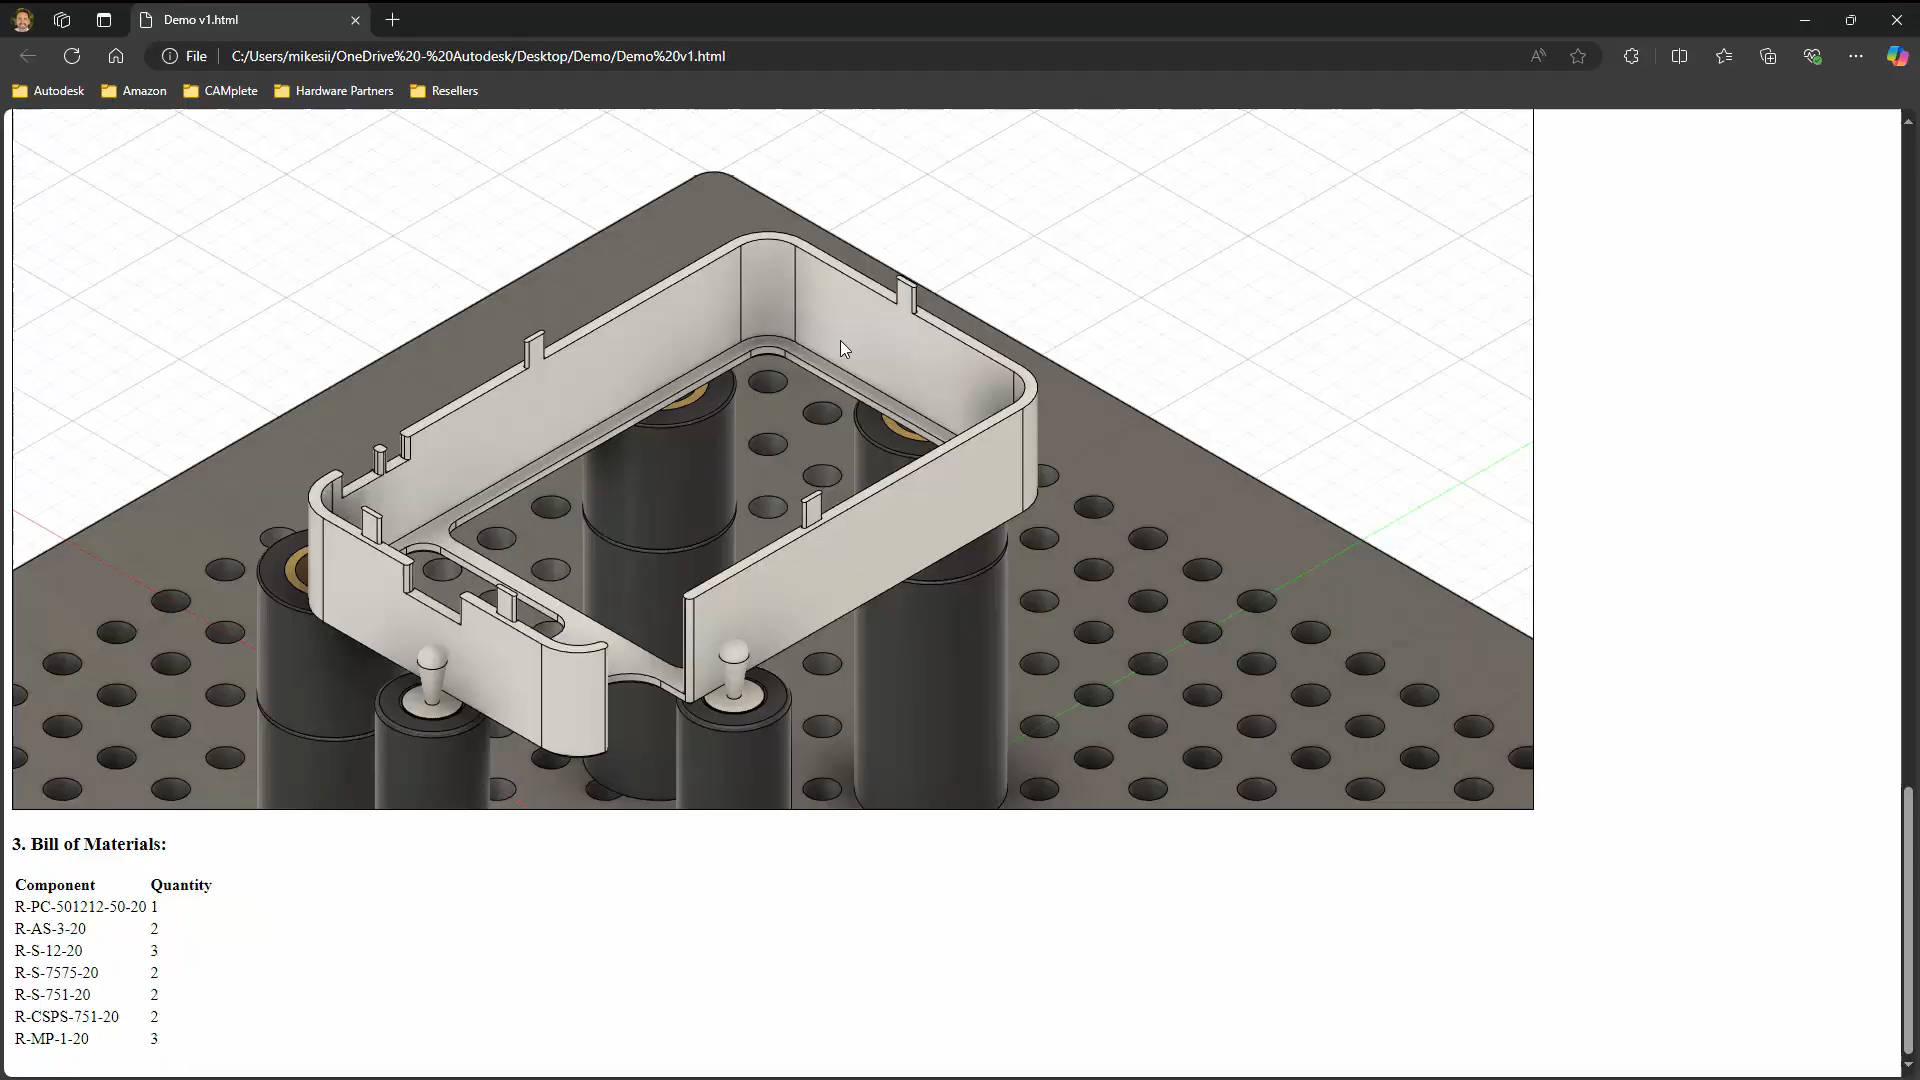 Demo v1.html
File
C:/Users/mikesii/OneDrive%20-%20Autodesk/Desktop/Demo/Demo%20v1.html
Autodesk
Amazon
CAMplete
Hardware Partners
Resellers
3. Bill of Materials:
Component Quantity
R-PC-501212-50-20 1
R-AS-3-20 2
R-S-12-20 3
R-S-7575-20 2
R-S-751-20 2
R-CSPS-751-20 2
R-MP-1-20 3